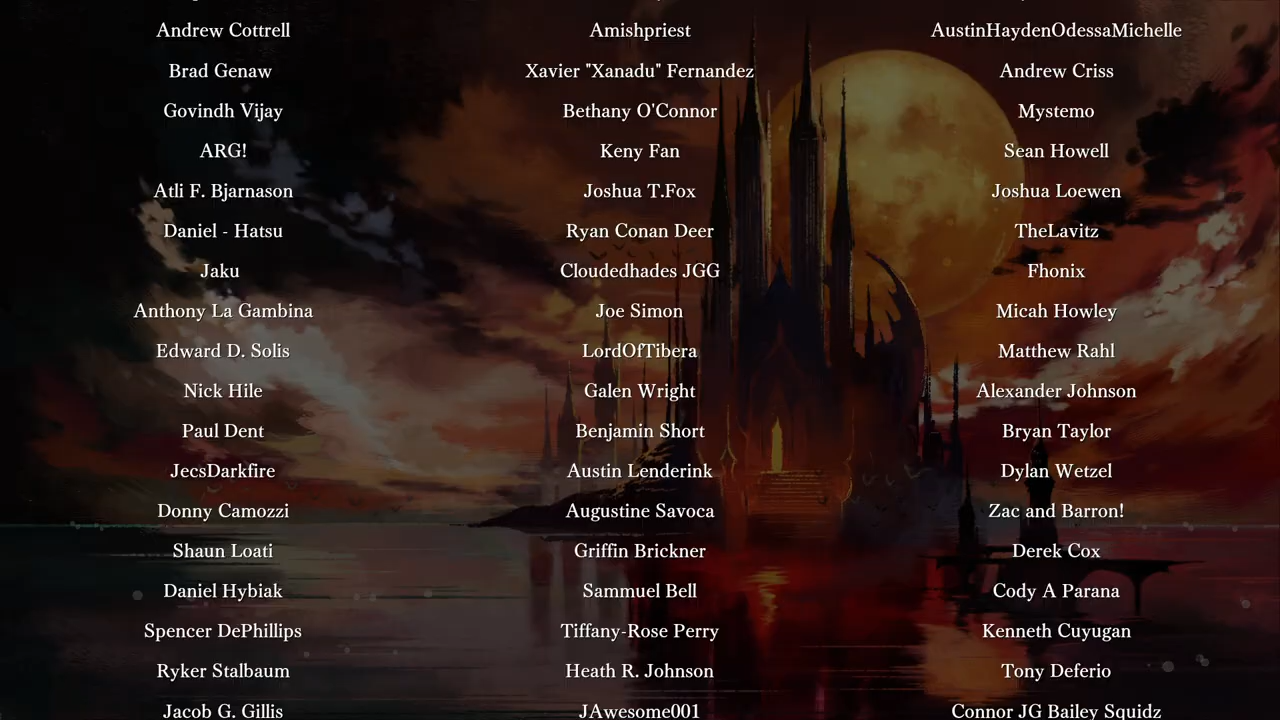 Andrew Cottrell
Amishpriest
AustinHaydenOdessaMichelle
Brad Genaw
Xavier "Xanadu" Fernandez
Andrew Criss
Govindh Vijay
Bethany O'Connor
Mystemo
ARG!
Keny Fan
Sean Howell
Atli F. Bjarnason
Joshua T.Fox
Joshua Loewen
Daniel - Hatsu
Ryan Conan Deer
TheLavitz
Jaku
Cloudedhades JGG
Fhonix
Anthony La Gambina
Joe Simon
Micah Howley
Edward D. Solis
LordOfTibera
Matthew Rahl
Nick Hile
Galen Wright
Alexander Johnson
Paul Dent
Benjamin Short
Bryan Taylor
JecsDarkfire
Austin Lenderink
Dylan Wetzel
Donny Camozzi
Augustine Savoca
Zac and Barron!
Shaun Loati
Griffin Brickner
Derek Cox
Daniel Hybiak
Sammuel Bell
Cody A Parana
Spencer DePhillips
Tiffany-Rose Perry
Kenneth Cuyugan
Ryker Stalbaum
Heath R. Johnson
Tony Deferio
Jacob G. Gillis
JAwesome001
Connor JG Bailey Squidz